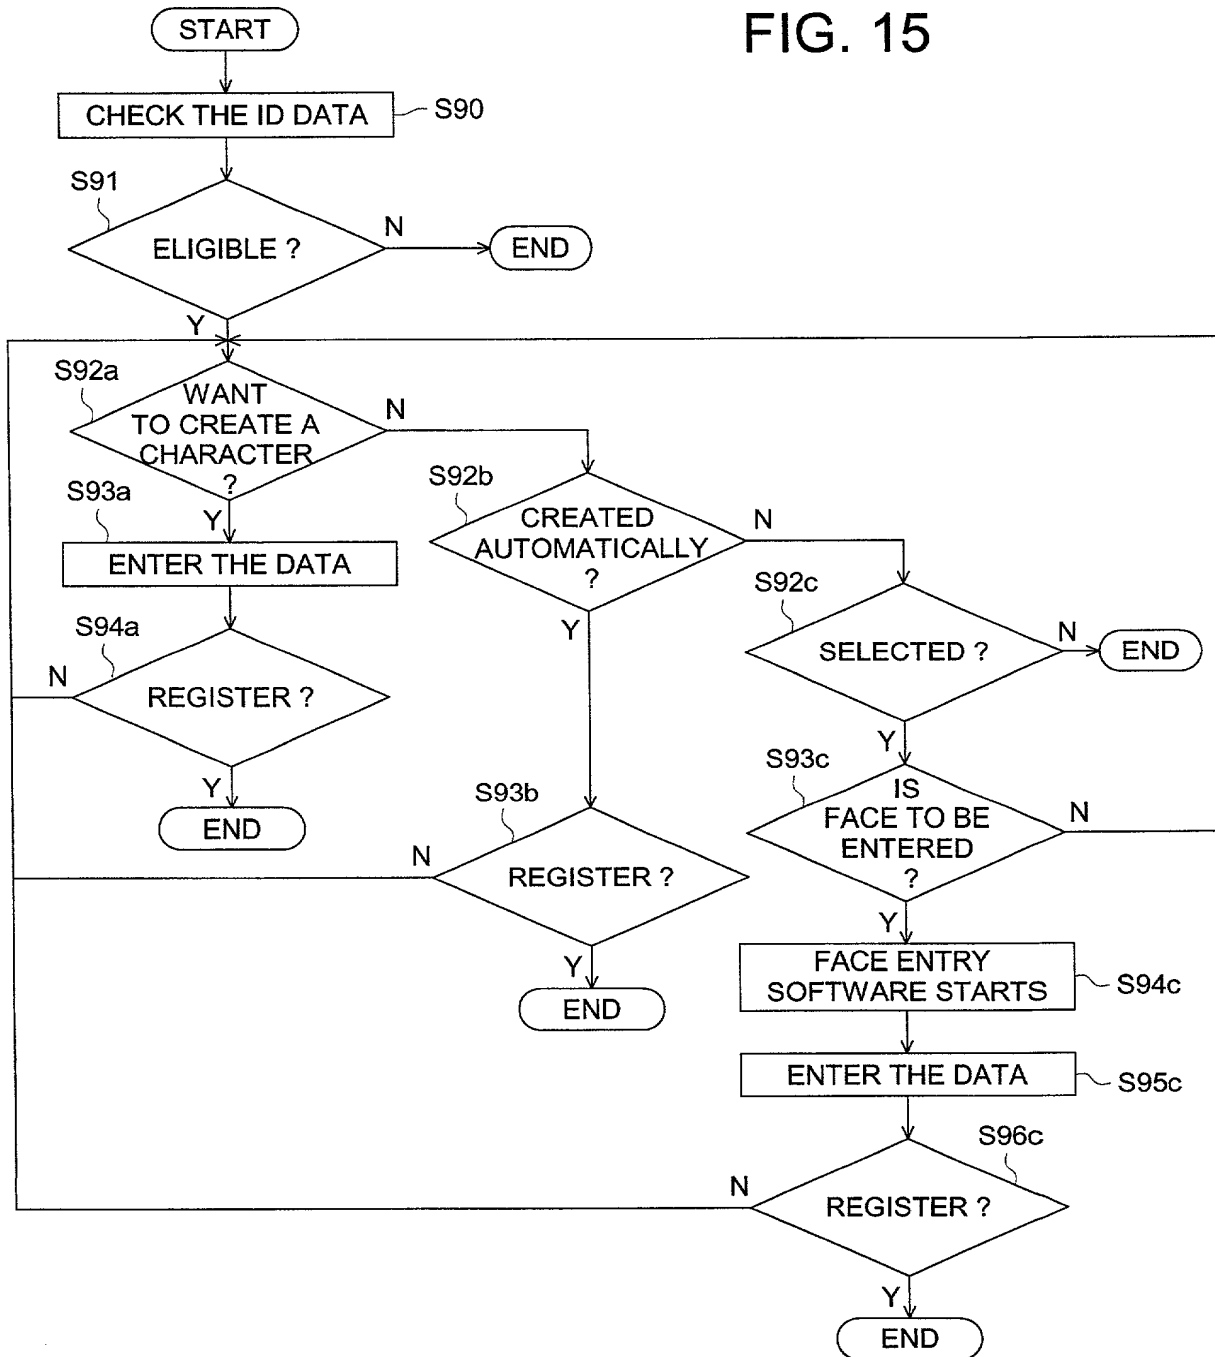 FIG. 15
START
CHECK THE ID DATA
S90
S91
ELIGIBLE ?
N
END
Y
S92a
WANT
TO CREATE A
CHARACTER
?
N
Y
S93a
ENTER THE DATA
S94a
REGISTER ?
N
Y
END
S92b
CREATED
AUTOMATICALLY
?
N
Y
S93b
REGISTER ?
N
Y
END
S92c
SELECTED ?
N
END
Y
S93c
IS
FACE TO BE
ENTERED
?
N
Y
FACE ENTRY
SOFTWARE STARTS
S94c
ENTER THE DATA
S95c
S96c
REGISTER ?
N
Y
END